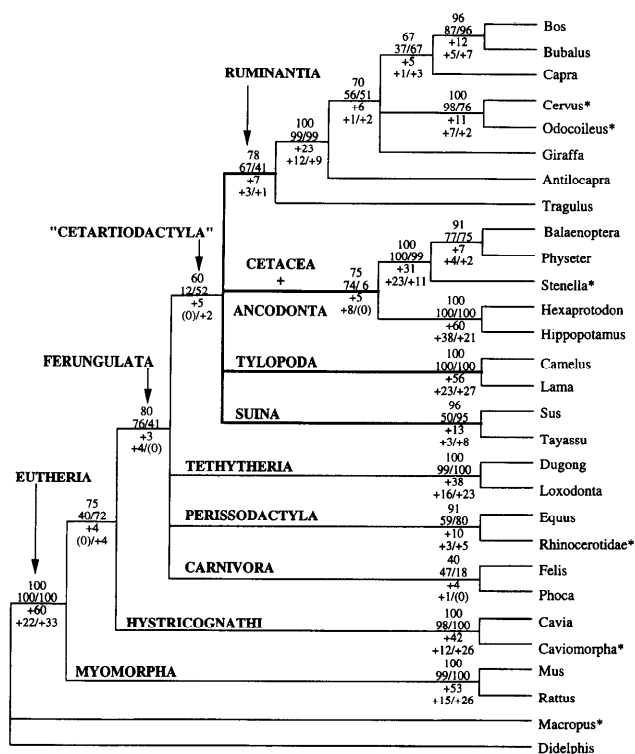 96
87/96
+12
+5/+7
Bos
Bubalus
67
37/67
+5
+1/+3
Capra
RUMINANTIA
70
56/51
+6
+1/+2
100
98/76
+11
+7/+2
Cervus*
Odocoileus*
100
99/99
+23
+12/+9
Giraffa
78
67/41
+7
+3/+1
Antilocapra
Tragulus
"CETARTIODACTYLA"
60
12/52
+5
(0)/+2
CETACEA
+
ANCODONTA
75
74/ 6
+5
+8/(0)
100
100/99
+31
+23/+11
91
77/75
+7
+4/+2
Balaenoptera
Physeter
Stenella*
100
100/100
+60
+38/+21
Hexaprotodon
Hippopotamus
TYLOPODA
100
100/100
+56
+23/+27
Camelus
Lama
FERUNGULATA
80
76/41
+3
+4/(0)
SUINA
96
50/95
+13
+3/+8
Sus
Tayassu
TETHYTHERIA
100
99/100
+38
+16/+23
Dugong
Loxodonta
EUTHERIA
75
40/72
+4
(0)/+4
PERISSODACTYLA
91
59/80
+10
+3/+5
Equus
Rhinocerotidae*
CARNIVORA
40
47/18
+4
+1/(0)
Felis
Phoca
100
100/100
+60
+22/+33
HYSTRICOGNATHI
100
98/100
+42
+12/+26
Cavia
Caviomorpha*
MYOMORPHA
100
99/100
+53
+15/+26
Mus
Rattus
Macropus*
Didelphis